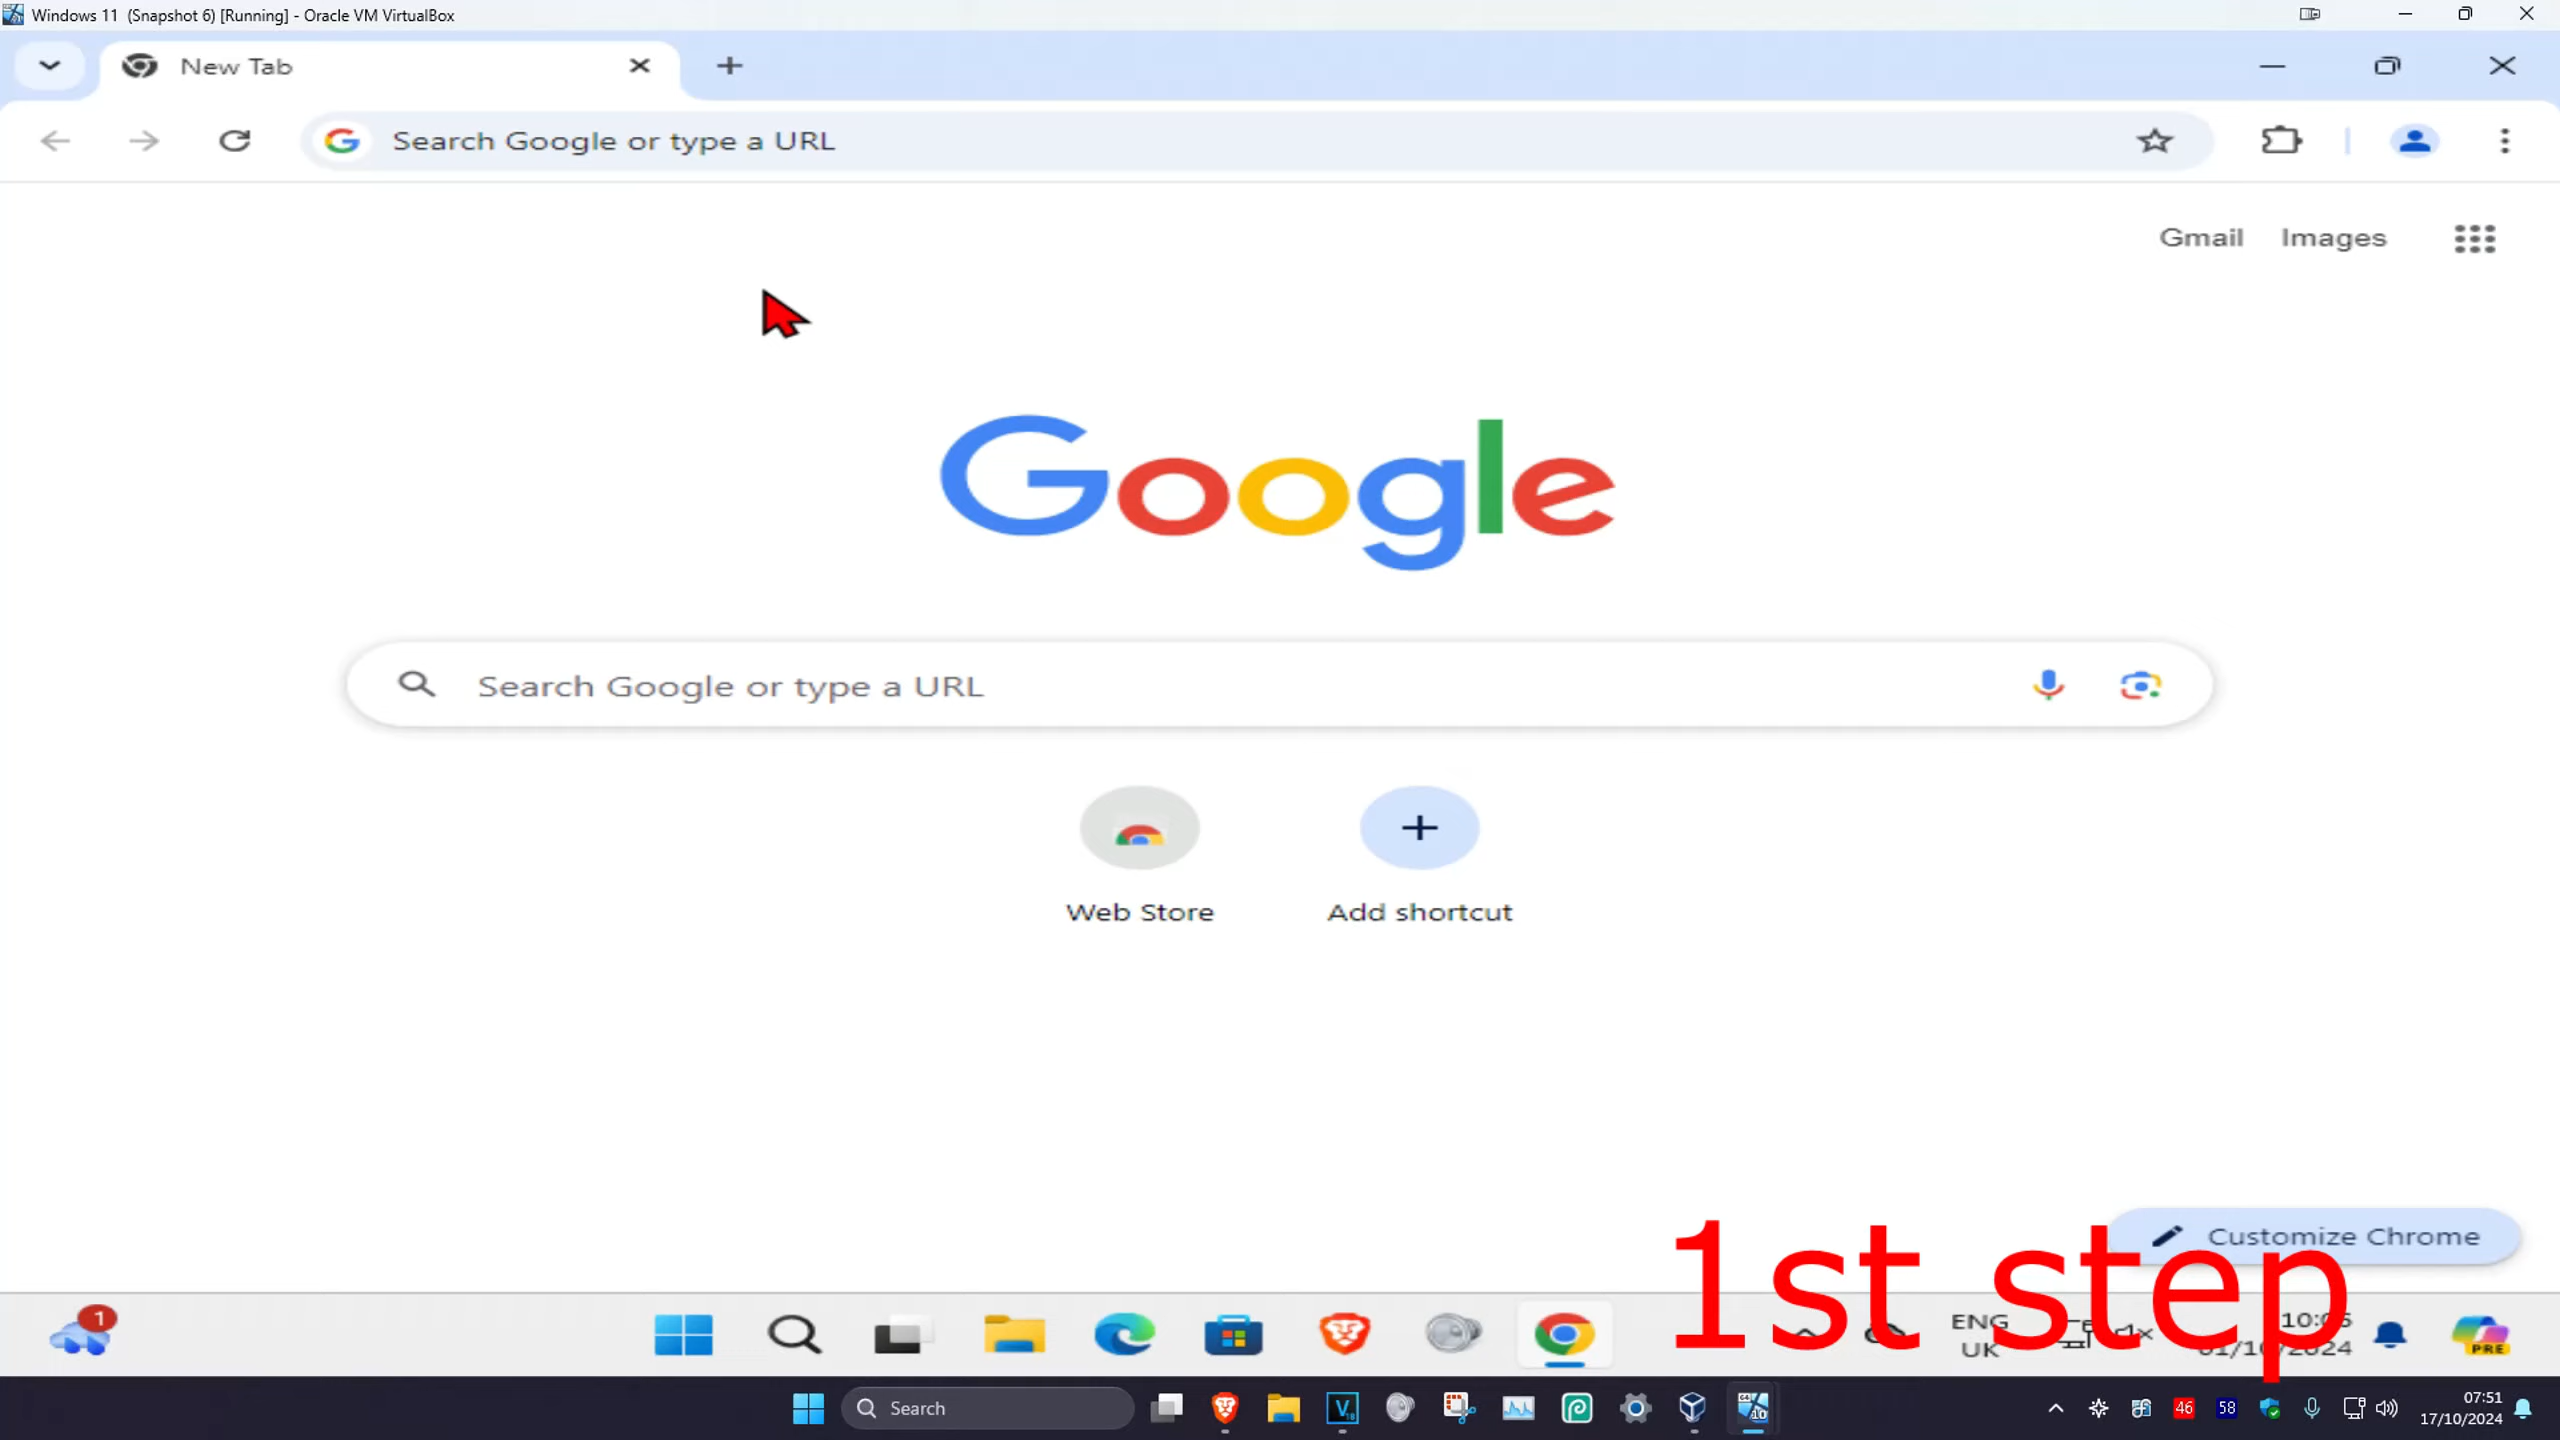 Windows 11 (Snapshot 6) [Running] - Oracle VM VirtualBox
New Tab
Search Google or type a URL
Gmail Images
Google
Search Google or type a URL
Web Store
Add shortcut
Customize Chrome
1st step
1
ENG
UK
PRE
Search
46
58
07:51
17/10/2024